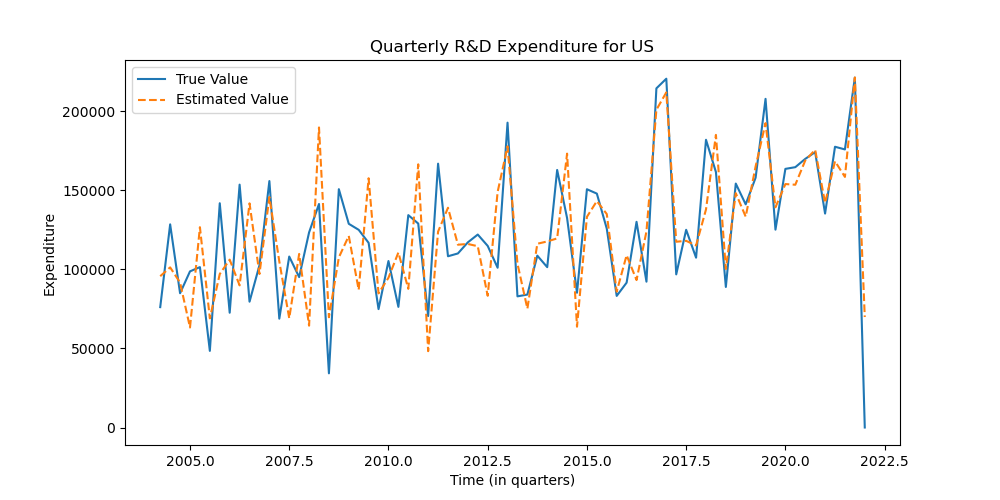 Quarterly R&D Expenditure for US
True Value
Estimated Value
Expenditure
200000
150000
100000
50000
0
2005.0 2007.5 2010.0 2012.5 2015.0 2017.5 2020.0 2022.5
Time (in quarters)